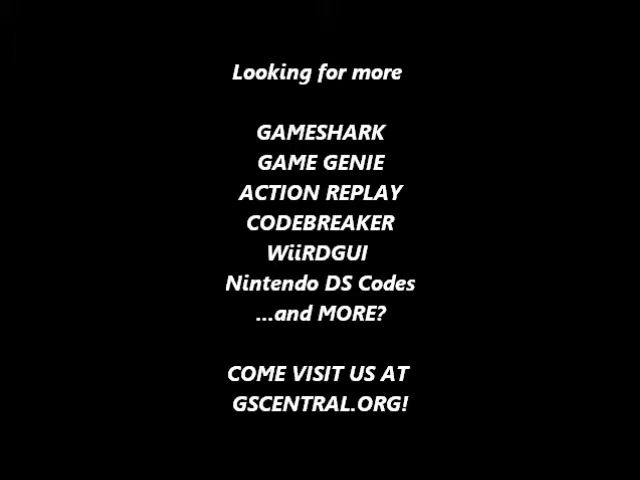 Looking for more
GAMESHARK
GAME GENIE
ACTION REPLAY
CODEBREAKER
WiiRDGUI
Nintendo DS Codes
...and MORE?
COME VISIT US AT
GSCENTRAL.ORG!